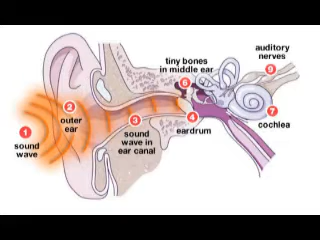 tiny bones
in middle ear
auditory
nerves
6
9
2
outer
ear
1
sound
wave
3
sound
wave in
ear canal
4
eardrum
7
cochlea